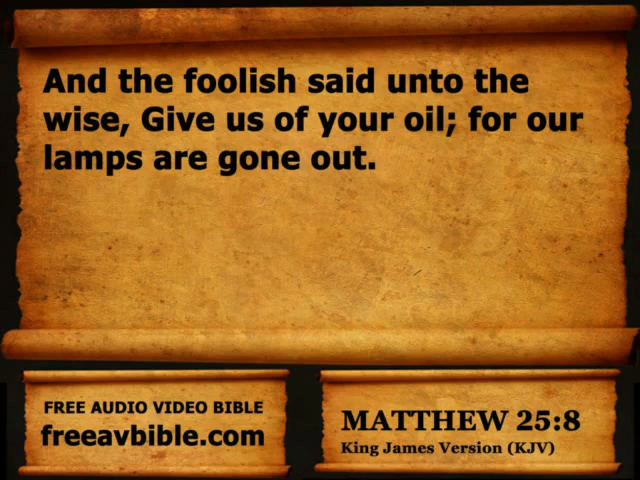 And the foolish said unto the
wise, Give us of your oil; for our
lamps are gone out.
FREE AUDIO VIDEO BIBLE
freeavbible.com
MATTHEW 25:8
King James Version (KJV)